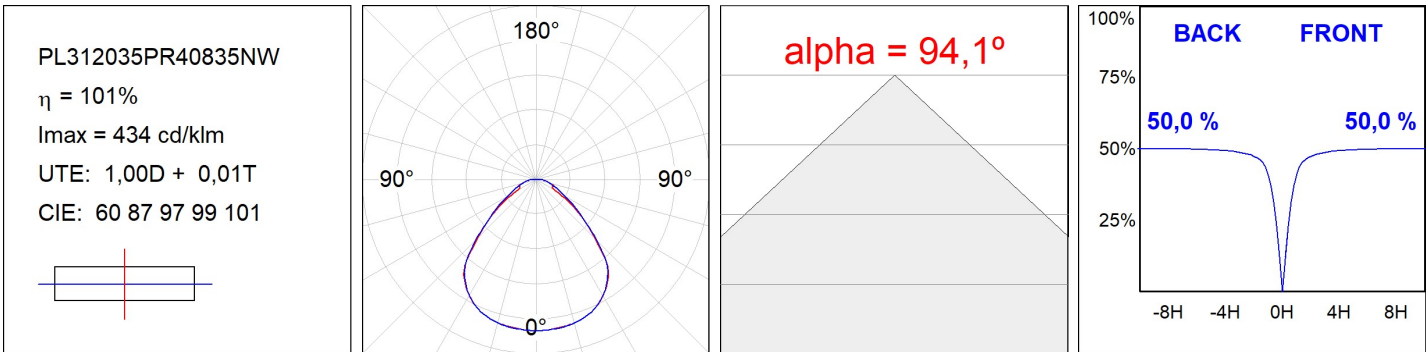 PL312035PR40835NW
η = 101%
Imax = 434 cd/klm
UTE: 1,00D + 0,01T
CIE: 60 87 97 99 101
180°
90° 90°
0°
alpha = 94,1º
100%
BACK FRONT
75%
50,0 % 50,0 %
50%
25%
-8H -4H 0H 4H 8H